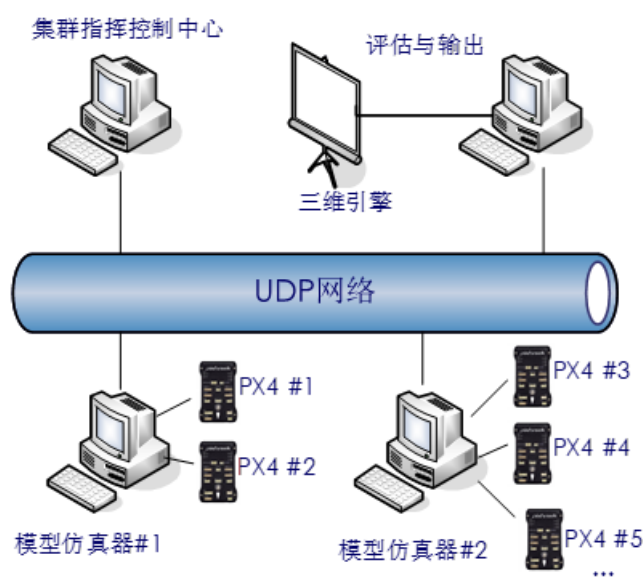 集群指挥控制中心
评估与输出
三维引擎
UDP网络
PX4 #1
PX4 #2
PX4 #3
PX4 #4
PX4 #5
...
模型仿真器#1
模型仿真器#2